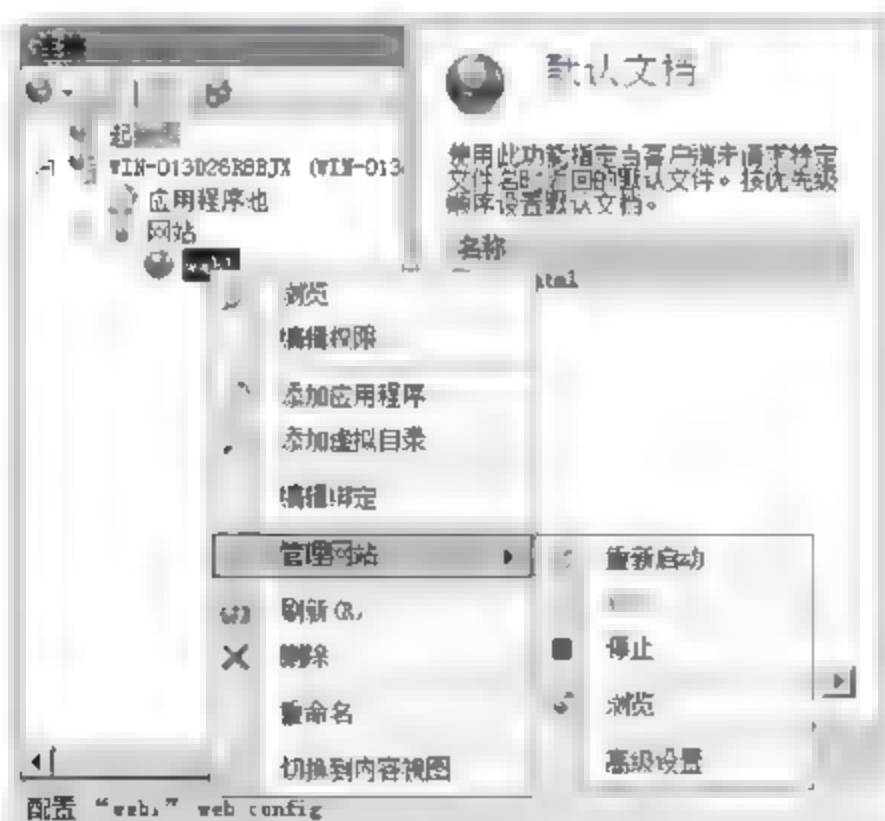 连接
默认文档
起
WIN-013D26R8BJX (WIN-013
应用程序池
网站
web1
使用此功能指定当客户端未请求特定
文件名时返回的默认文件。按优先级
顺序设置默认文档。
名称
html
浏览
编辑权限
添加应用程序
添加虚拟目录
编辑绑定
管理网站
重新启动
刷新(R)
停止
删除
浏览
重命名
高级设置
切换到内容视图
配置 “web1” web config